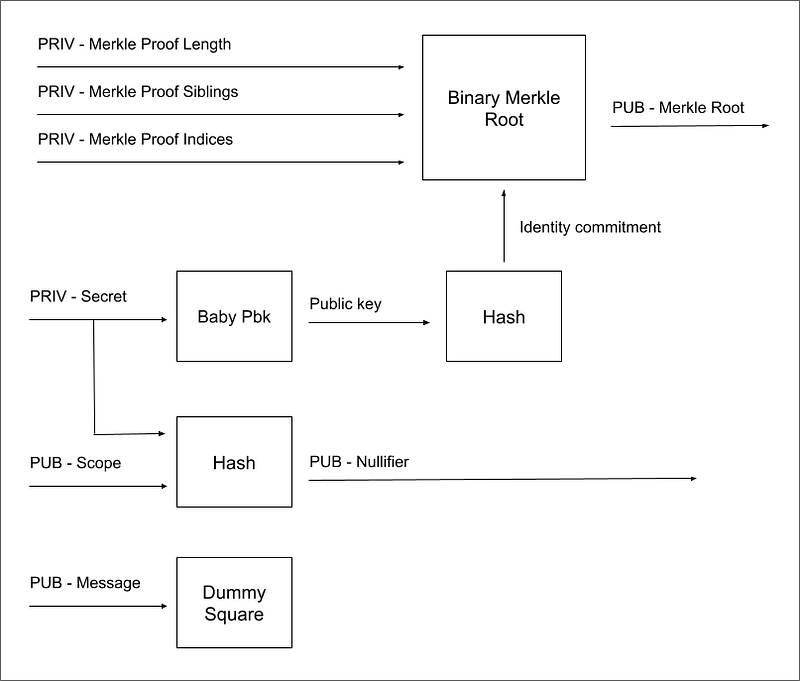 PRIV - Merkle Proof Length
PRIV - Merkle Proof Siblings
PRIV - Merkle Proof Indices
Binary Merkle
Root
PUB - Merkle Root
Identity commitment
PRIV - Secret
Baby Pbk
Public key
Hash
PUB - Scope
Hash
PUB - Nullifier
PUB - Message
Dummy
Square